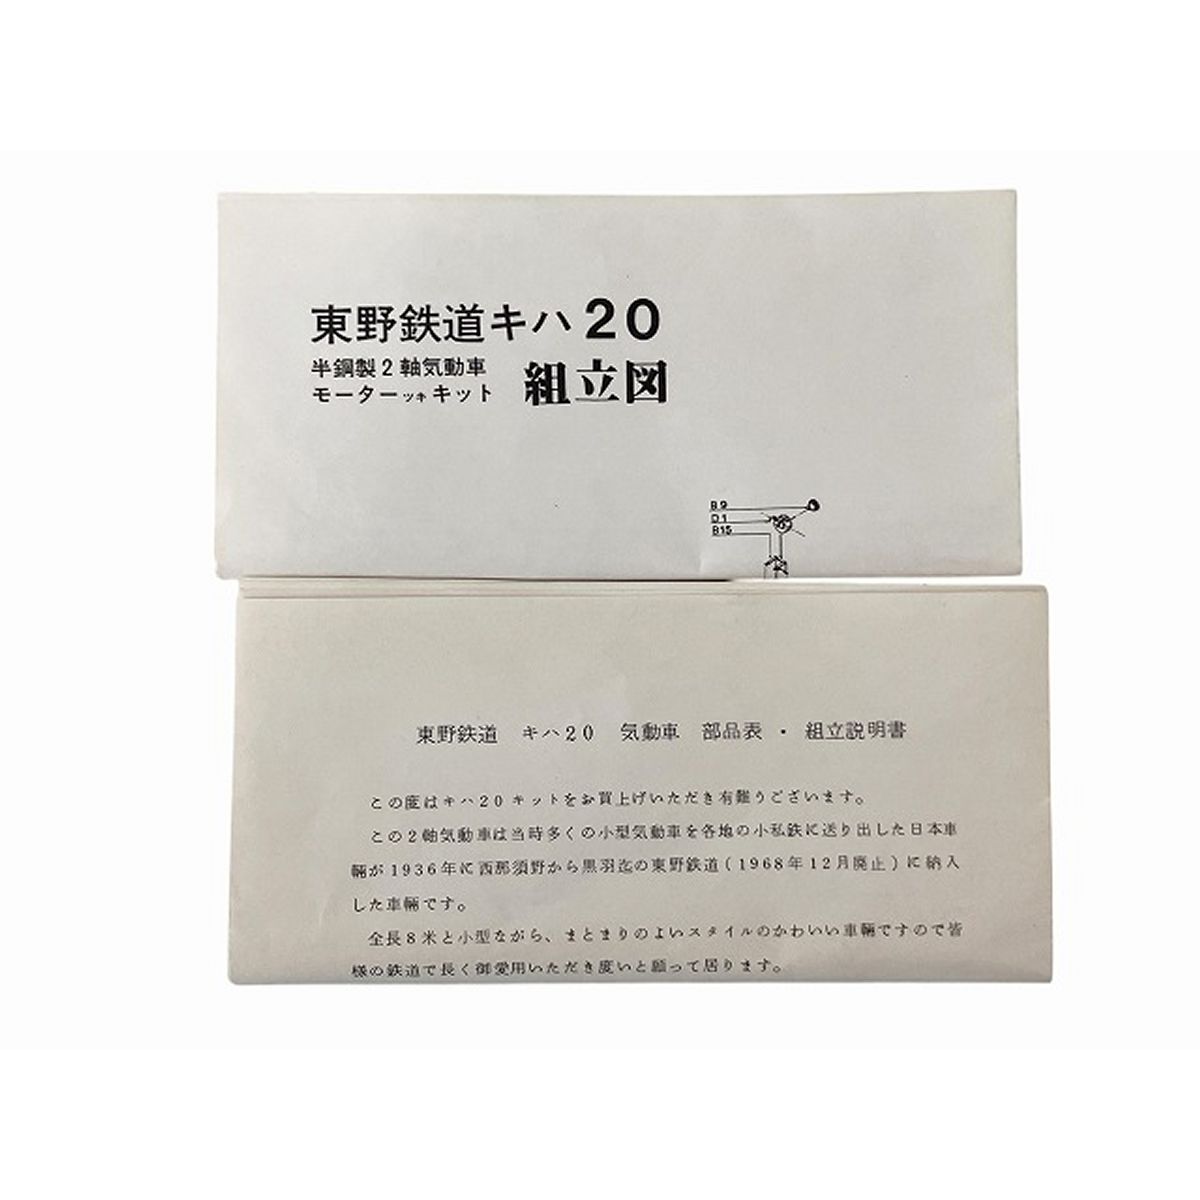 東野鉄道キハ20
半鋼製2軸気動車
モーターツキキット 組立図
B9
D1
B15
東野鉄道 キハ20 気動車 部品表・組立説明書
この度はキハ20キットをお買上げいただき有難うございます。
この2軸気動車は当時多くの小型気動車を各地の小私鉄に送り出した日本車
輛が1936年に西那須野から黒羽迄の東野鉄道(1968年12月廃止)に納入
した車輛です。
全長8米と小型ながら、まとまりのよいスタイルのかわいい車輛ですので皆
様の鉄道で長く御愛用いただき度いと願って居ります。